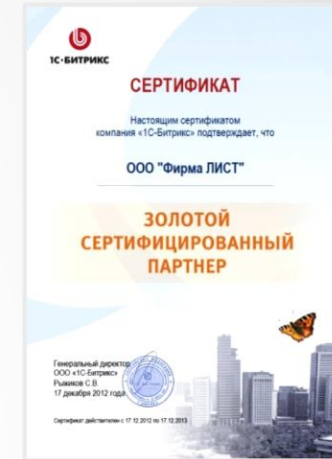 1С·БИТРИКС
СЕРТИФИКАТ
Настоящим сертификатом
компания «1С-Битрикс» подтверждает, что
ООО "Фирма ЛИСТ"
ЗОЛОТОЙ
СЕРТИФИЦИРОВАННЫЙ
ПАРТНЕР
Генеральный директор
ООО «1С-Битрикс»
Рыжиков С.В.
17 декабря 2012 года
Сертификат действителен с 17.12.2012 по 17.12.2013